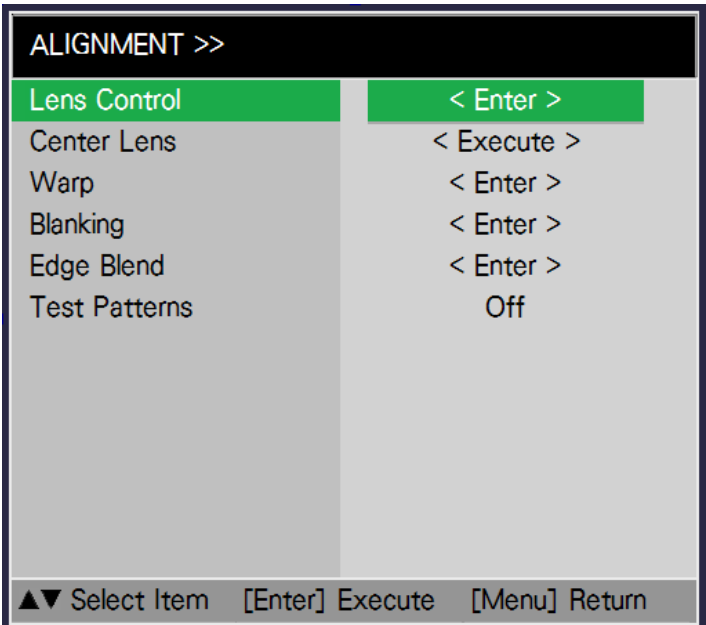 ALIGNMENT >>
Lens Control < Enter >
Center Lens < Execute >
Warp < Enter >
Blanking < Enter >
Edge Blend < Enter >
Test Patterns Off
▲▼ Select Item [Enter] Execute [Menu] Return